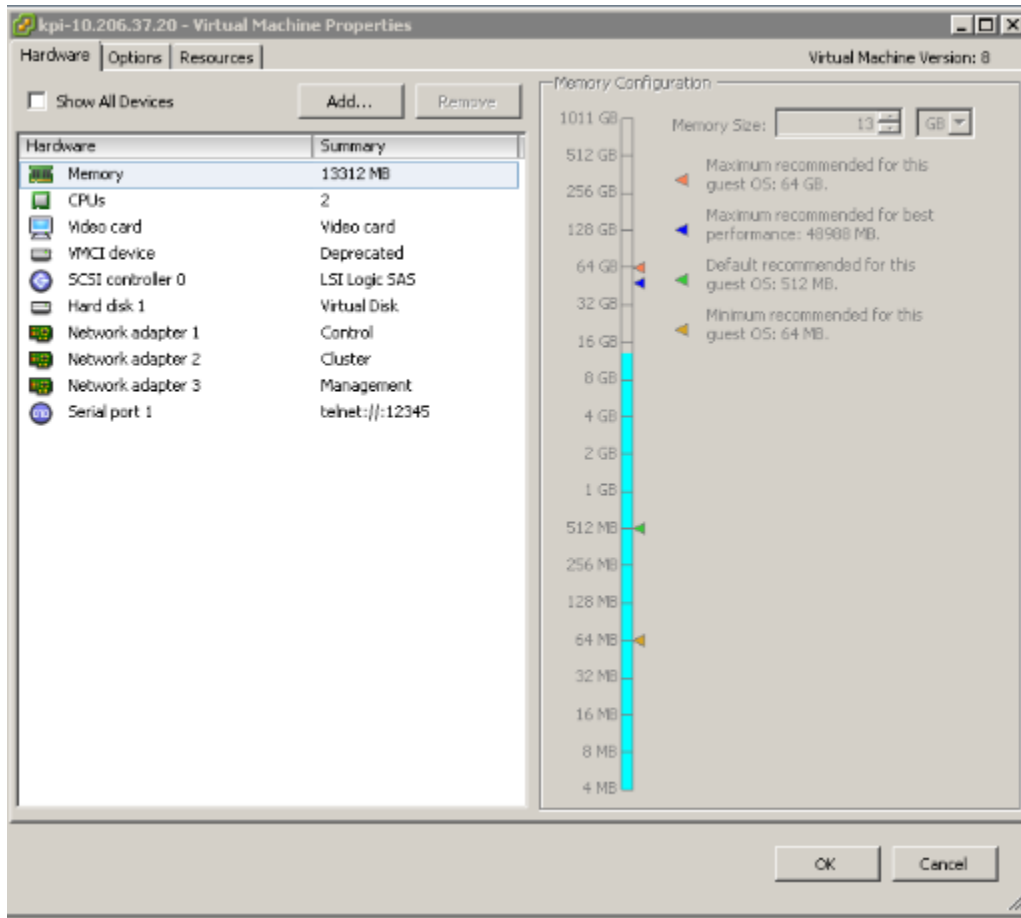 kpi-10.206.37.20 - Virtual Machine Properties
Hardware Options Resources Virtual Machine Version: 8
Show All Devices Add... Remove
Hardware Summary
Memory 13312 MB
CPUs 2
Video card Video card
VMCI device Deprecated
SCSI controller 0 LSI Logic SAS
Hard disk 1 Virtual Disk
Network adapter 1 Control
Network adapter 2 Cluster
Network adapter 3 Management
Serial port 1 telnet://:12345
Memory Configuration
Memory Size: 13 GB
Maximum recommended for this
guest OS: 64 GB.
Maximum recommended for best
performance: 48988 MB.
Default recommended for this
guest OS: 512 MB.
Minimum recommended for this
guest OS: 64 MB.
1011 GB
512 GB
256 GB
128 GB
64 GB
32 GB
16 GB
8 GB
4 GB
2 GB
1 GB
512 MB
256 MB
128 MB
64 MB
32 MB
16 MB
8 MB
4 MB
OK Cancel